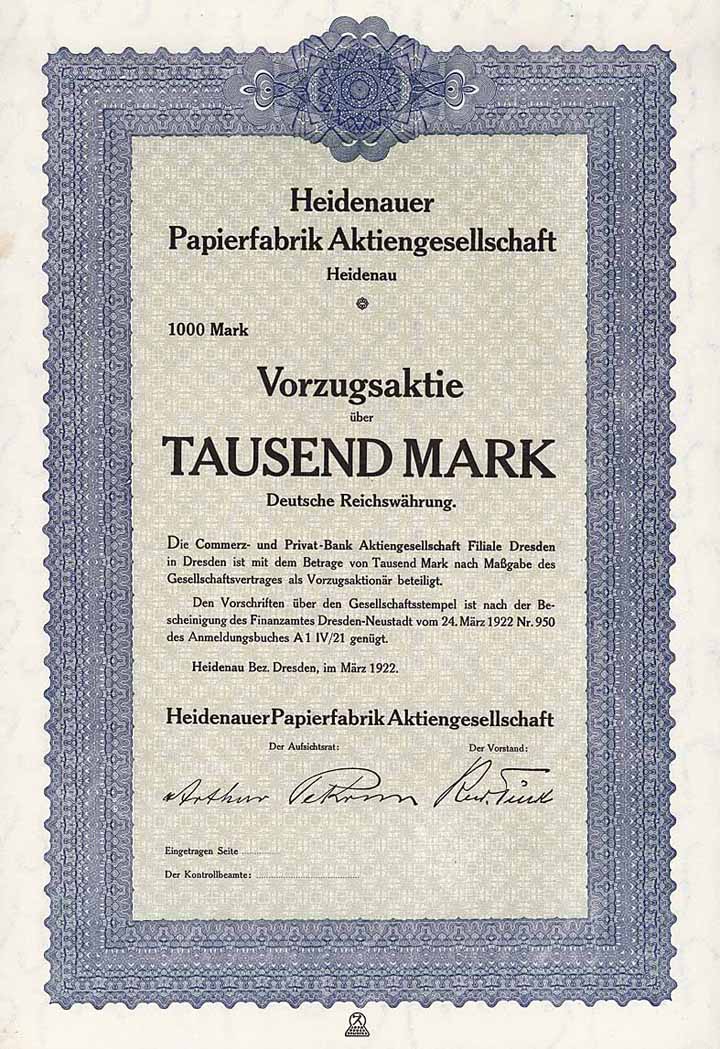 Heidenauer
Papierfabrik Aktiengesellschaft
Heidenau
1000 Mark
Vorzugsaktie
über
TAUSEND MARK
Deutsche Reichswährung.
Die Commerz- und Privat-Bank Aktiengesellschaft Filiale Dresden
in Dresden ist mit dem Betrage von Tausend Mark nach Maßgabe des
Gesellschaftsvertrages als Vorzugsaktionär beteiligt.
Den Vorschriften über den Gesellschaftsstempel ist nach der Be-
scheinigung des Finanzamtes Dresden-Neustadt vom 24. März 1922 Nr. 950
des Anmeldungsbuches A 1 IV/21 genügt.
Heidenau Bez. Dresden, im März 1922.
Heidenauer Papierfabrik Aktiengesellschaft
Der Aufsichtsrat: Der Vorstand:
Arthur
Eingetragen Seite
Der Kontrollbeamte: